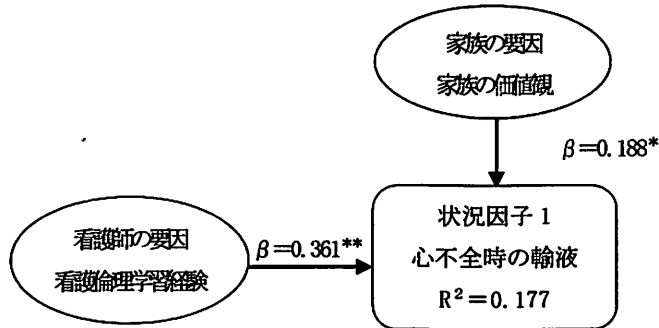 家族の要因
家族の価値観
β=0.188*
看護師の要因
看護倫理学習経験
β=0.361**
状況因子1
心不全時の輸液
R²=0.177